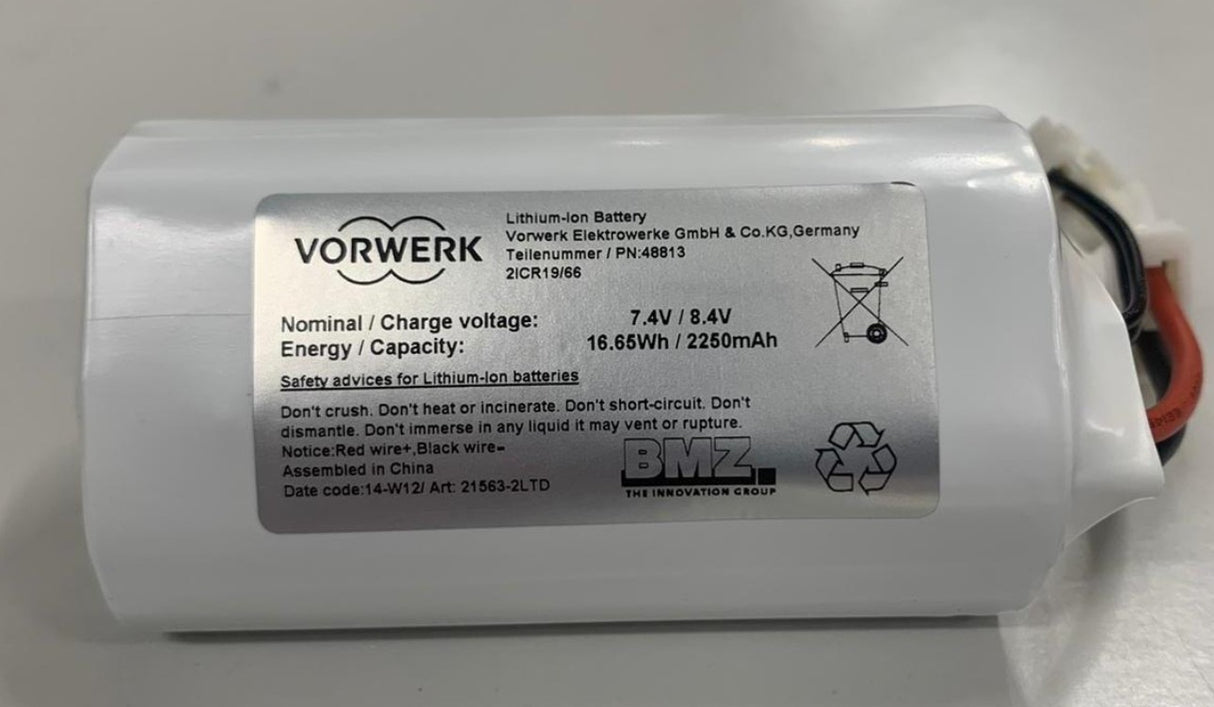 VORWERK
Lithium-Ion Battery
Vorwerk Elektrowerke GmbH & Co.KG,Germany
Teilenummer / PN:48813
2ICR19/66
Nominal / Charge voltage: 7.4V / 8.4V
Energy / Capacity: 16.65Wh / 2250mAh
Safety advices for Lithium-Ion batteries
Don't crush. Don't heat or incinerate. Don't short-circuit. Don't
dismantle. Don't immerse in any liquid it may vent or rupture.
Notice:Red wire+,Black wire-
Assembled in China
Date code:14-W12/ Art: 21563-2LTD
BMZ
THE INNOVATION GROUP